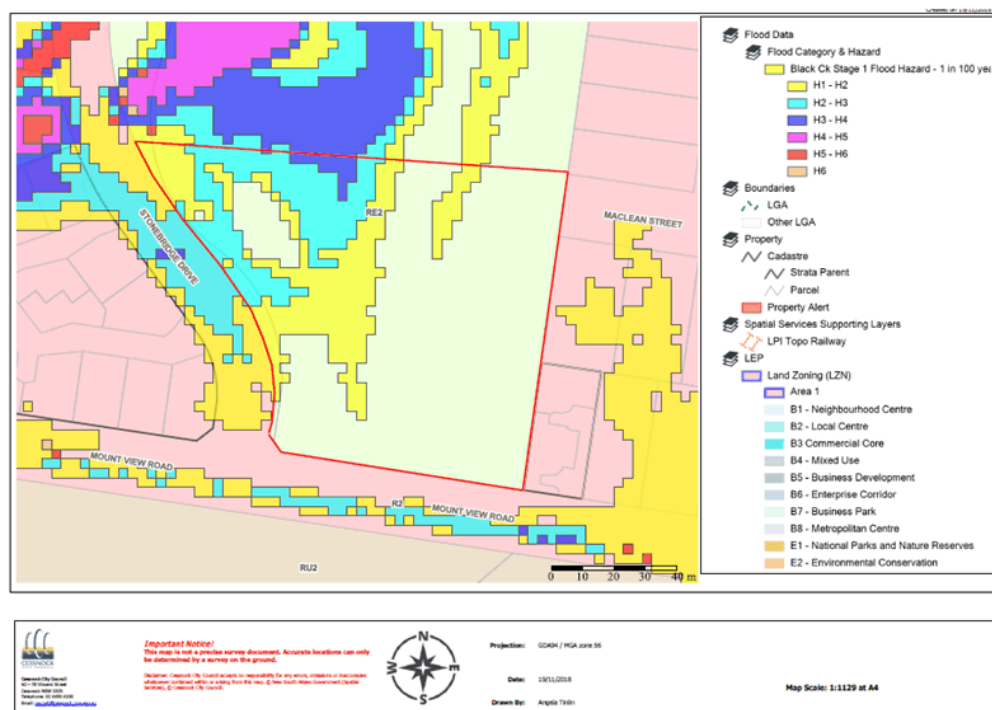 Flood Data
Flood Category & Hazard
Black Ck Stage 1 Flood Hazard - 1 in 100 yea
H1 - H2
H2 - H3
H3 - H4
H4 - H5
H5 - H6
H6
Boundaries
LGA
Other LGA
Property
Cadastre
Strata Parent
Parcel
Property Alert
Spatial Services Supporting Layers
LPI Topo Railway
LEP
Land Zoning (LZN)
Area 1
B1 - Neighbourhood Centre
B2 - Local Centre
B3 Commercial Core
B4 - Mixed Use
B5 - Business Development
B6 - Enterprise Corridor
B7 - Business Park
B8 - Metropolitan Centre
E1 - National Parks and Nature Reserves
E2 - Environmental Conservation
RE2
MACLEAN STREET
STONEBRIDGE DRIVE
MOUNT VIEW ROAD
R2
MOUNT VIEW ROAD
RU2
0 10 20 30 40 m
CESSNOCK
Cessnock City Council
Important Notice!
This map is not a precise survey document. Accurate locations can only
be determined by a survey on the ground.
N
E
S
W
Projection: GDA94 / MGA zone 56
Date: 19/11/2018
Drawn By: Angela Tinlin
Map Scale: 1:1129 at A4